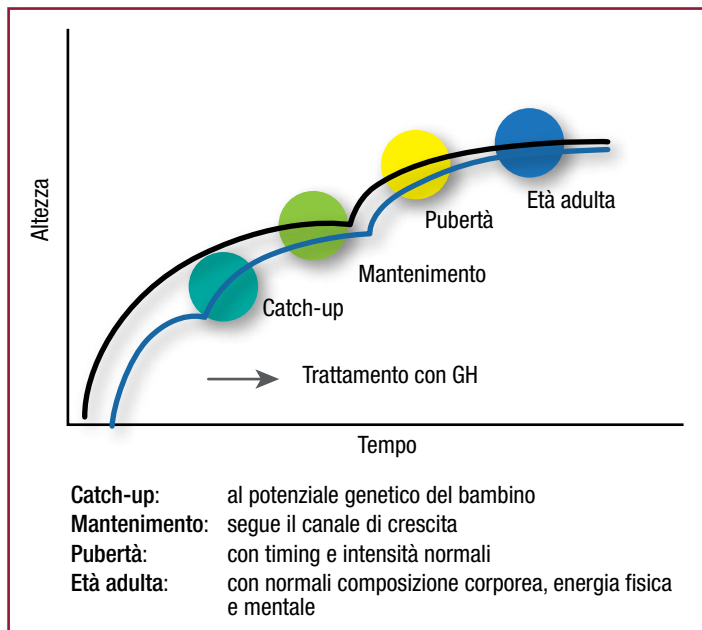 Altezza
Età adulta
Pubertà
Mantenimento
Catch-up
Trattamento con GH
Tempo
Catch-up: al potenziale genetico del bambino
Mantenimento: segue il canale di crescita
Pubertà: con timing e intensità normali
Età adulta: con normali composizione corporea, energia fisica
e mentale